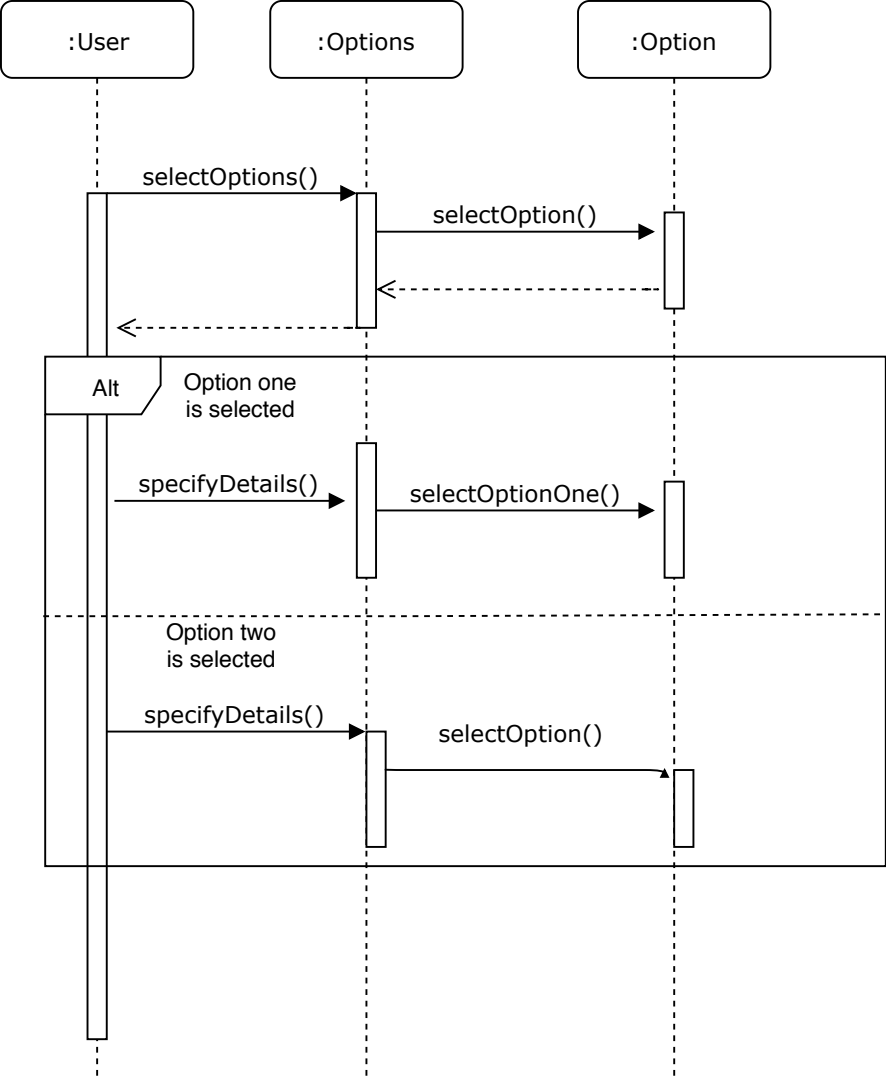 :User
:Options
:Option
selectOptions()
selectOption()
Alt
Option one
is selected
specifyDetails()
selectOptionOne()
Option two
is selected
specifyDetails()
selectOption()